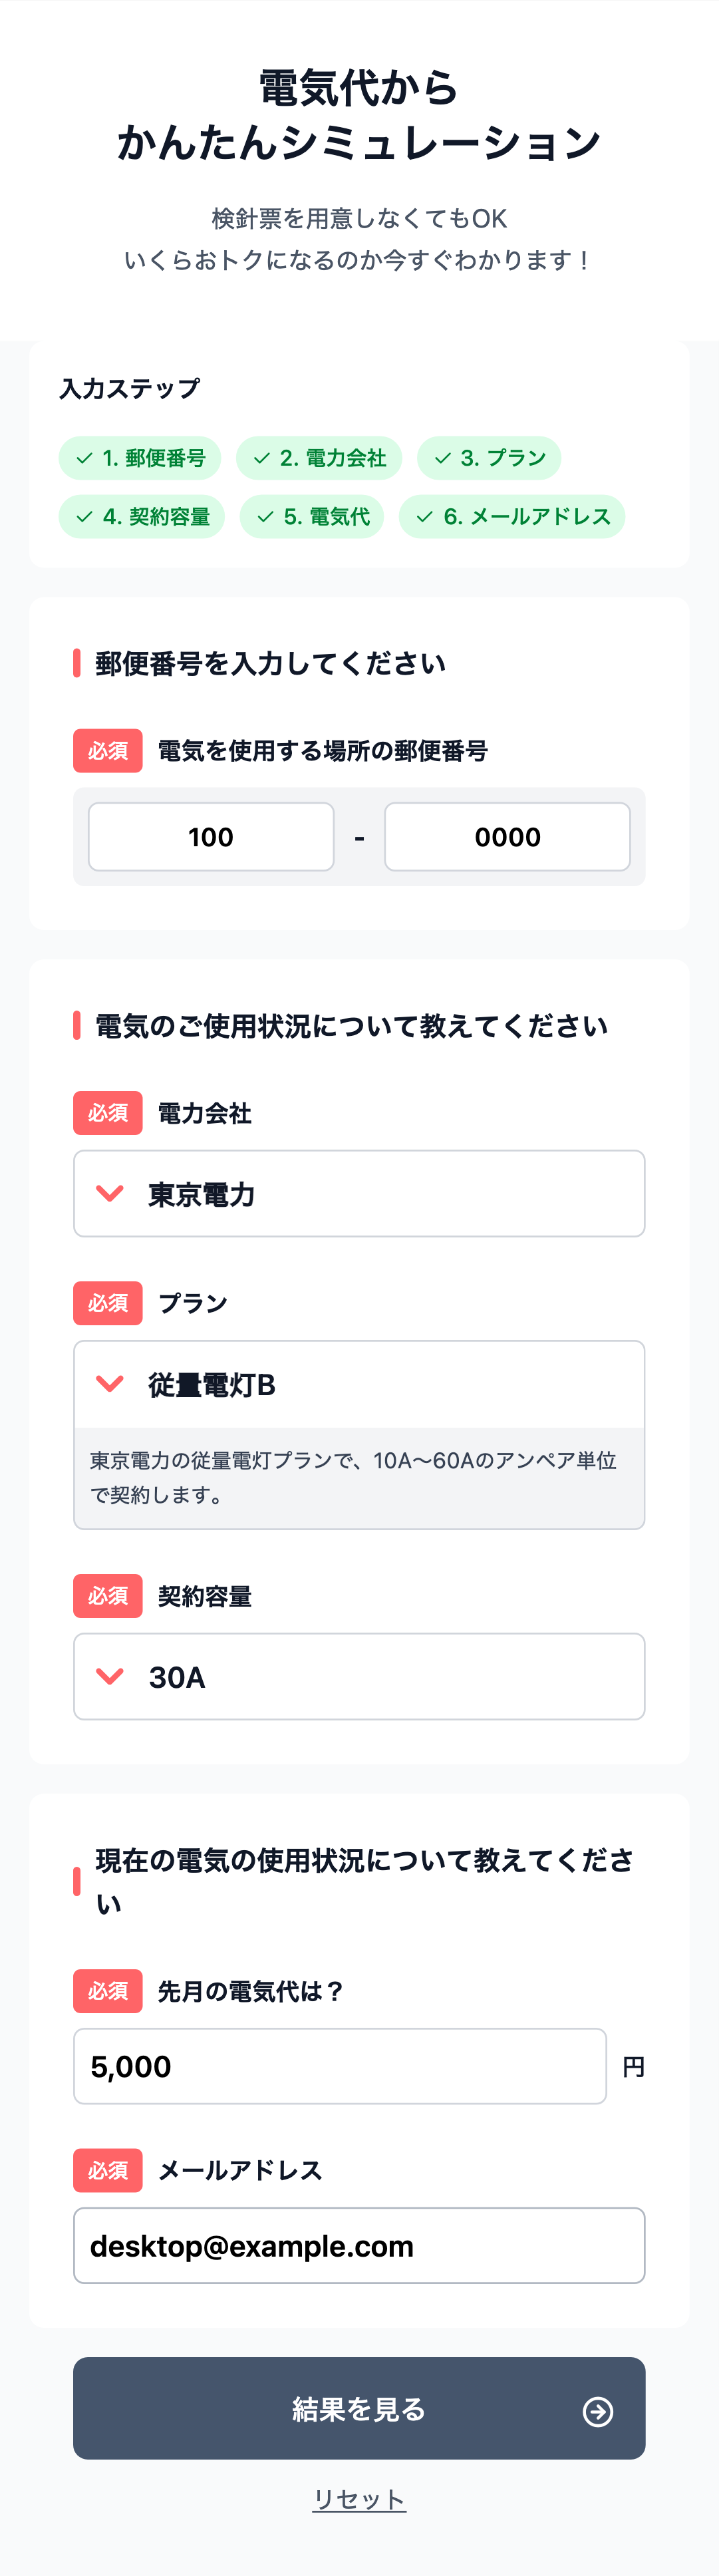 電気代から
かんたんシミュレーション
検針票を用意しなくてもOK
いくらおトクになるのか今すぐわかります！
入力ステップ
1. 郵便番号
2. 電力会社
3. プラン
4. 契約容量
5. 電気代
6. メールアドレス
郵便番号を入力してください
必須 電気を使用する場所の郵便番号
100 - 0000
電気のご使用状況について教えてください
必須 電力会社
東京電力
必須 プラン
従量電灯B
東京電力の従量電灯プランで、10A〜60Aのアンペア単位
で契約します。
必須 契約容量
30A
現在の電気の使用状況について教えてくださ
い
必須 先月の電気代は？
5,000 円
必須 メールアドレス
desktop@example.com
結果を見る
リセット